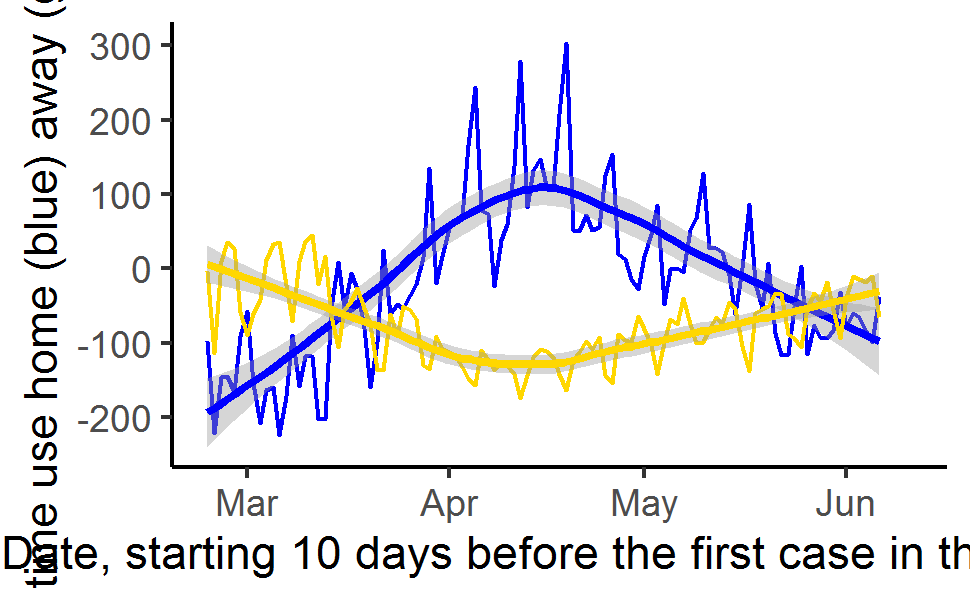 time use home (blue) away (
300
200
100
0
-100
-200
Mar Apr May Jun
Date, starting 10 days before the first case in th